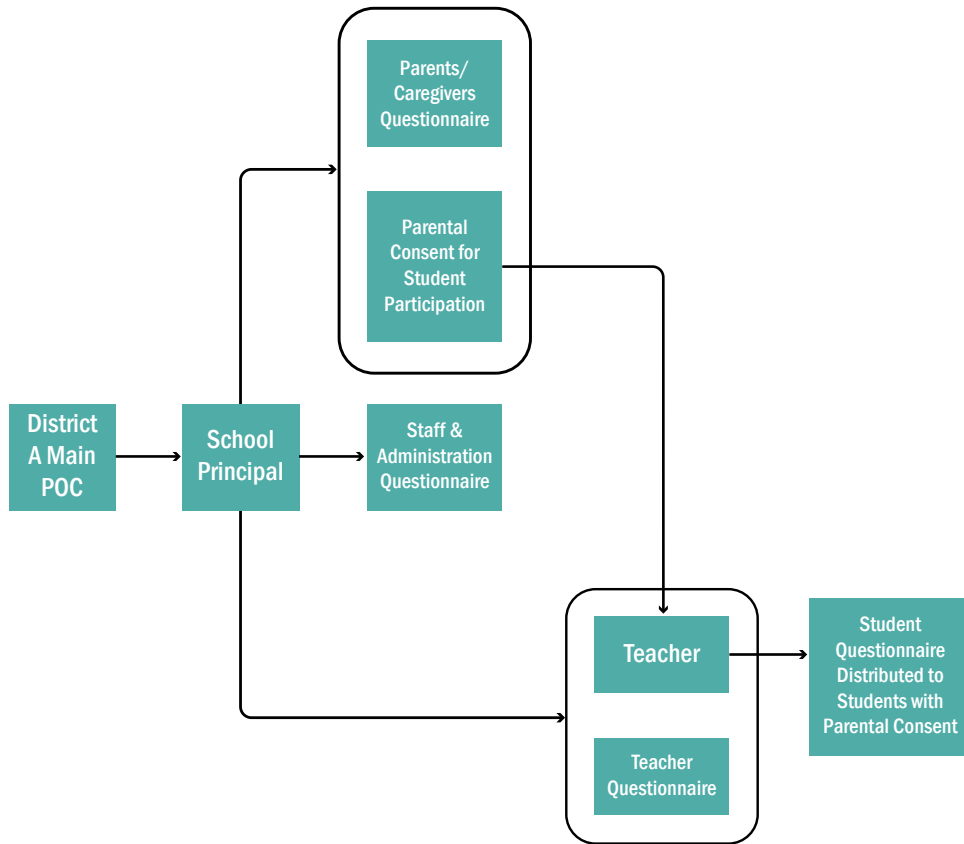 Parents/
Caregivers
Questionnaire
Parental
Consent for
Student
Participation
District
A Main
POC
School
Principal
Staff &
Administration
Questionnaire
Teacher
Student
Questionnaire
Distributed to
Students with
Parental Consent
Teacher
Questionnaire